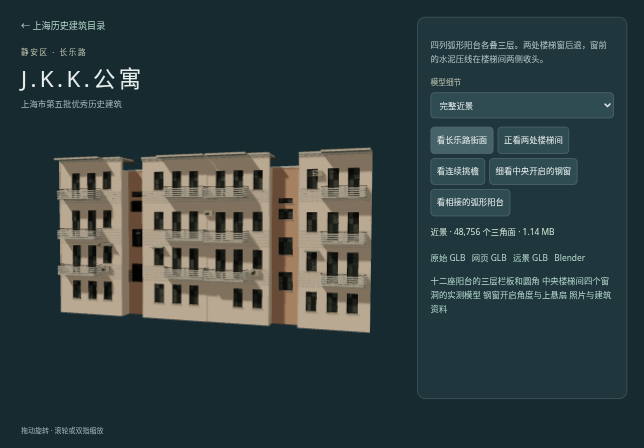 ← 上海历史建筑目录
静安区 · 长乐路
J.K.K.公寓
上海市第五批优秀历史建筑
拖动旋转 · 滚轮或双指缩放
四列弧形阳台各叠三层。两处楼梯窗后退，窗前
的水泥压线在楼梯间两侧收头。
模型细节
完整近景
看长乐路街面
正看两处楼梯间
看连续挑檐
细看中央开启的钢窗
看相接的弧形阳台
近景 · 48,756 个三角面 · 1.14 MB
原始 GLB 网页 GLB 远景 GLB Blender
十二座阳台的三层栏板和圆角 中央楼梯间四个窗
洞的实测模型 钢窗开启角度与上悬扇 照片与建筑
资料